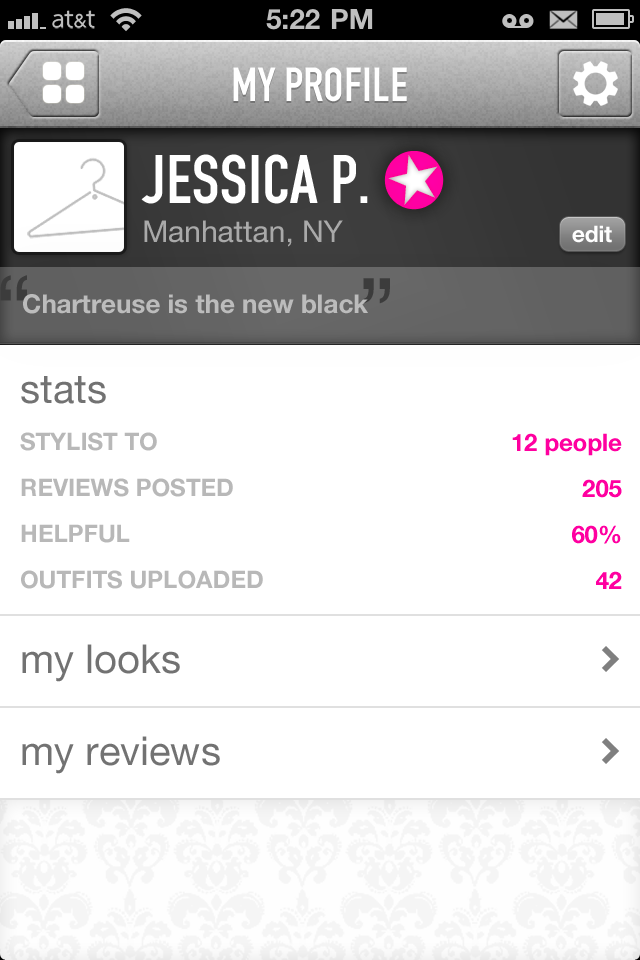 at&t 5:22 PM
MY PROFILE
JESSICA P.
Manhattan, NY
edit
“Chartreuse is the new black”
stats
STYLIST TO 12 people
REVIEWS POSTED 205
HELPFUL 60%
OUTFITS UPLOADED 42
my looks
my reviews